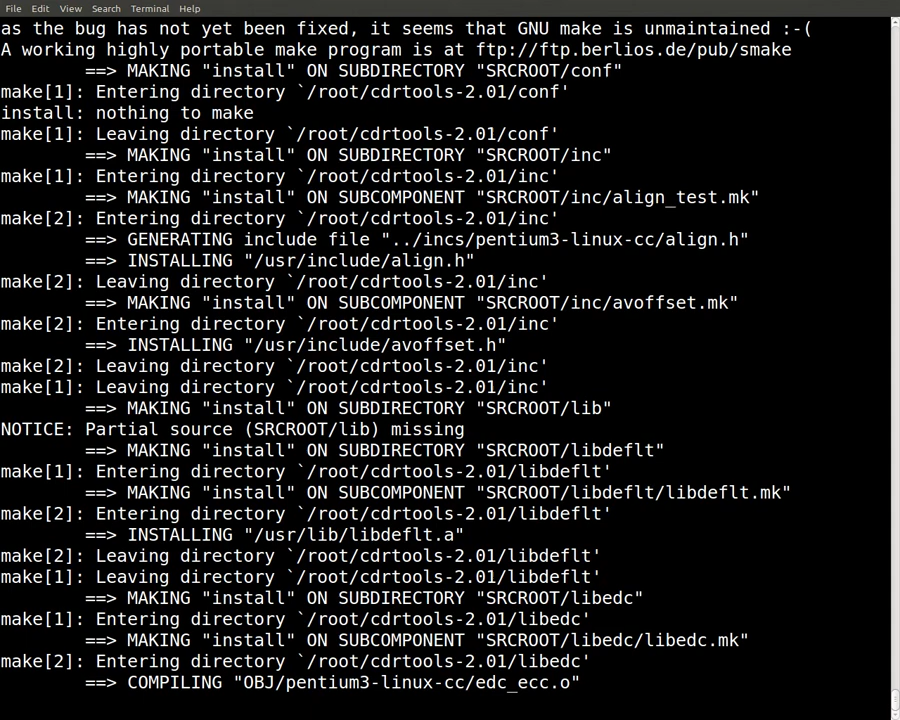 File Edit View Search Terminal Help
as the bug has not yet been fixed, it seems that GNU make is unmaintained :-(
A working highly portable make program is at ftp://ftp.berlios.de/pub/smake
        ==> MAKING "install" ON SUBDIRECTORY "SRCROOT/conf"
make[1]: Entering directory `/root/cdrtools-2.01/conf'
install: nothing to make
make[1]: Leaving directory `/root/cdrtools-2.01/conf'
        ==> MAKING "install" ON SUBDIRECTORY "SRCROOT/inc"
make[1]: Entering directory `/root/cdrtools-2.01/inc'
        ==> MAKING "install" ON SUBCOMPONENT "SRCROOT/inc/align_test.mk"
make[2]: Entering directory `/root/cdrtools-2.01/inc'
        ==> GENERATING include file "../incs/pentium3-linux-cc/align.h"
        ==> INSTALLING "/usr/include/align.h"
make[2]: Leaving directory `/root/cdrtools-2.01/inc'
        ==> MAKING "install" ON SUBCOMPONENT "SRCROOT/inc/avoffset.mk"
make[2]: Entering directory `/root/cdrtools-2.01/inc'
        ==> INSTALLING "/usr/include/avoffset.h"
make[2]: Leaving directory `/root/cdrtools-2.01/inc'
make[1]: Leaving directory `/root/cdrtools-2.01/inc'
        ==> MAKING "install" ON SUBDIRECTORY "SRCROOT/lib"
NOTICE: Partial source (SRCROOT/lib) missing
        ==> MAKING "install" ON SUBDIRECTORY "SRCROOT/libdeflt"
make[1]: Entering directory `/root/cdrtools-2.01/libdeflt'
        ==> MAKING "install" ON SUBCOMPONENT "SRCROOT/libdeflt/libdeflt.mk"
make[2]: Entering directory `/root/cdrtools-2.01/libdeflt'
        ==> INSTALLING "/usr/lib/libdeflt.a"
make[2]: Leaving directory `/root/cdrtools-2.01/libdeflt'
make[1]: Leaving directory `/root/cdrtools-2.01/libdeflt'
        ==> MAKING "install" ON SUBDIRECTORY "SRCROOT/libedc"
make[1]: Entering directory `/root/cdrtools-2.01/libedc'
        ==> MAKING "install" ON SUBCOMPONENT "SRCROOT/libedc/libedc.mk"
make[2]: Entering directory `/root/cdrtools-2.01/libedc'
        ==> COMPILING "OBJ/pentium3-linux-cc/edc_ecc.o"